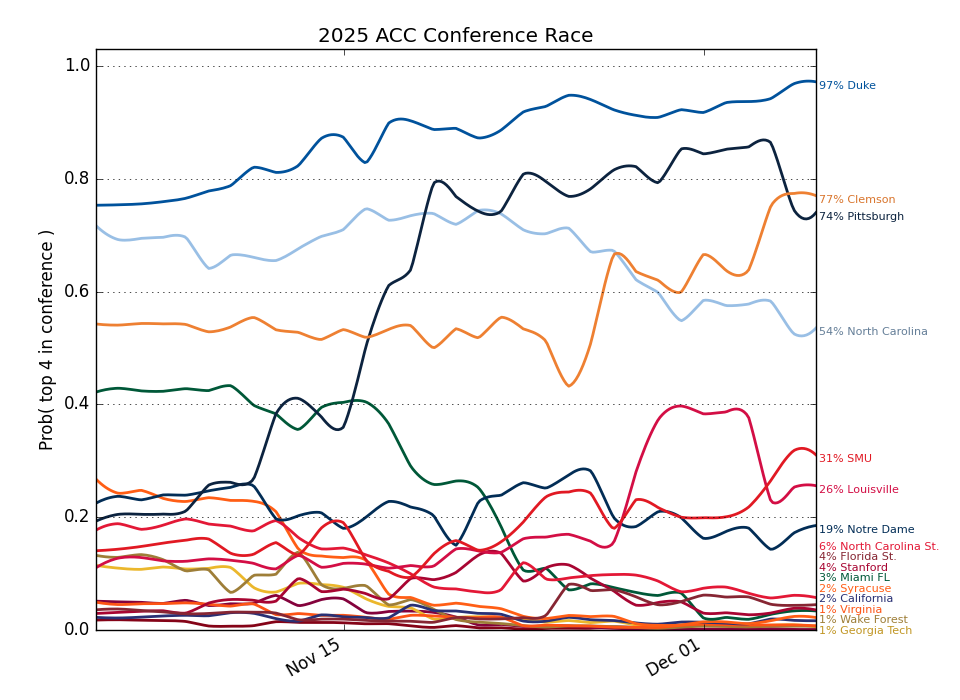 2025 ACC Conference Race
Prob( top 4 in conference )
1.0
0.8
0.6
0.4
0.2
0.0
Nov 15
Dec 01
97% Duke
77% Clemson
74% Pittsburgh
54% North Carolina
31% SMU
26% Louisville
19% Notre Dame
6% North Carolina St.
4% Florida St.
4% Stanford
3% Miami FL
2% Syracuse
2% California
1% Virginia
1% Wake Forest
1% Georgia Tech